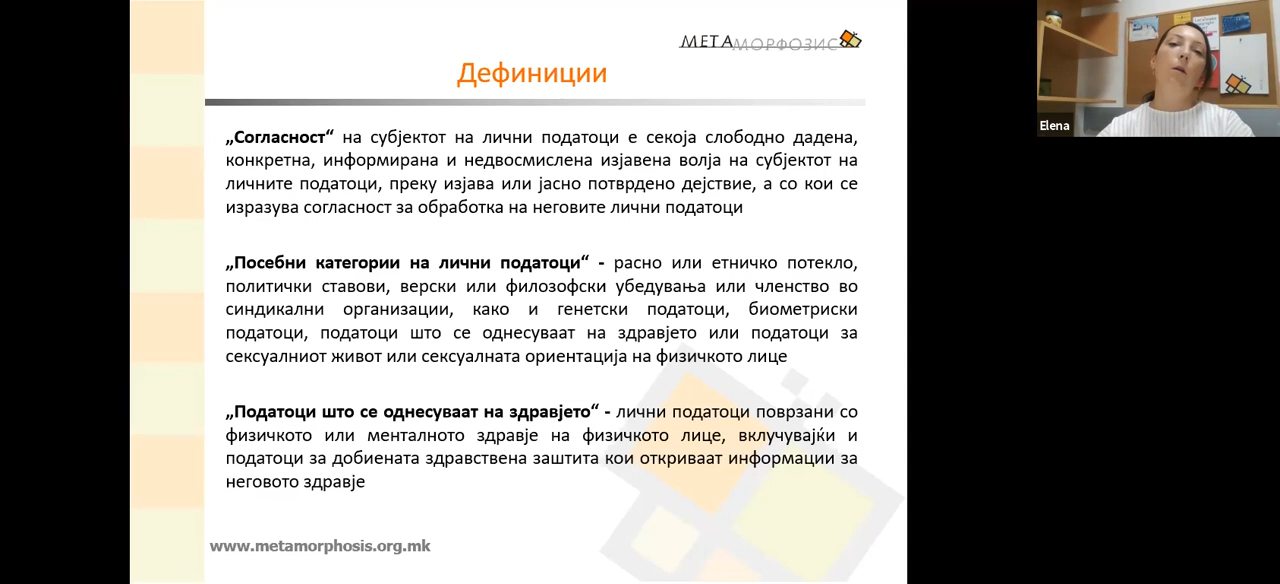 МЕТАМОРФОЗИС
Дефиниции
„Согласност“ на субјектот на лични податоци е секоја слободно дадена,
конкретна, информирана и недвосмислена изјавена волја на субјектот на
личните податоци, преку изјава или јасно потврдено дејствие, а со кои се
изразува согласност за обработка на неговите лични податоци
„Посебни категории на лични податоци“ - расно или етничко потекло,
политички ставови, верски или филозофски убедувања или членство во
синдикални организации, како и генетски податоци, биометриски
податоци, податоци што се однесуваат на здравјето или податоци за
сексуалниот живот или сексуалната ориентација на физичкото лице
„Податоци што се однесуваат на здравјето“ - лични податоци поврзани со
физичкото или менталното здравје на физичкото лице, вклучувајќи и
податоци за добиената здравствена заштита кои откриваат информации за
неговото здравје
www.metamorphosis.org.mk
Elena